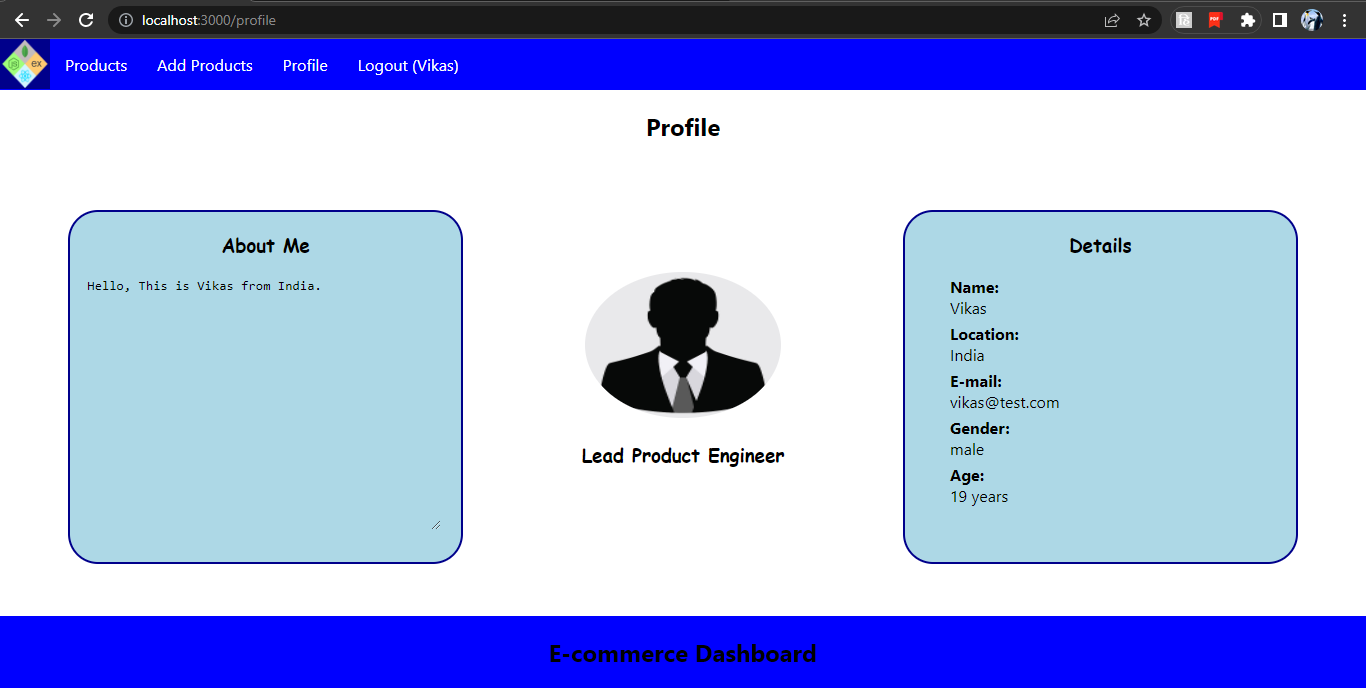 localhost:3000/profile
PDF
ex
Products
Add Products
Profile
Logout (Vikas)
Profile
About Me
Hello, This is Vikas from India.
Lead Product Engineer
Details
Name:
Vikas
Location:
India
E-mail:
vikas@test.com
Gender:
male
Age:
19 years
E-commerce Dashboard